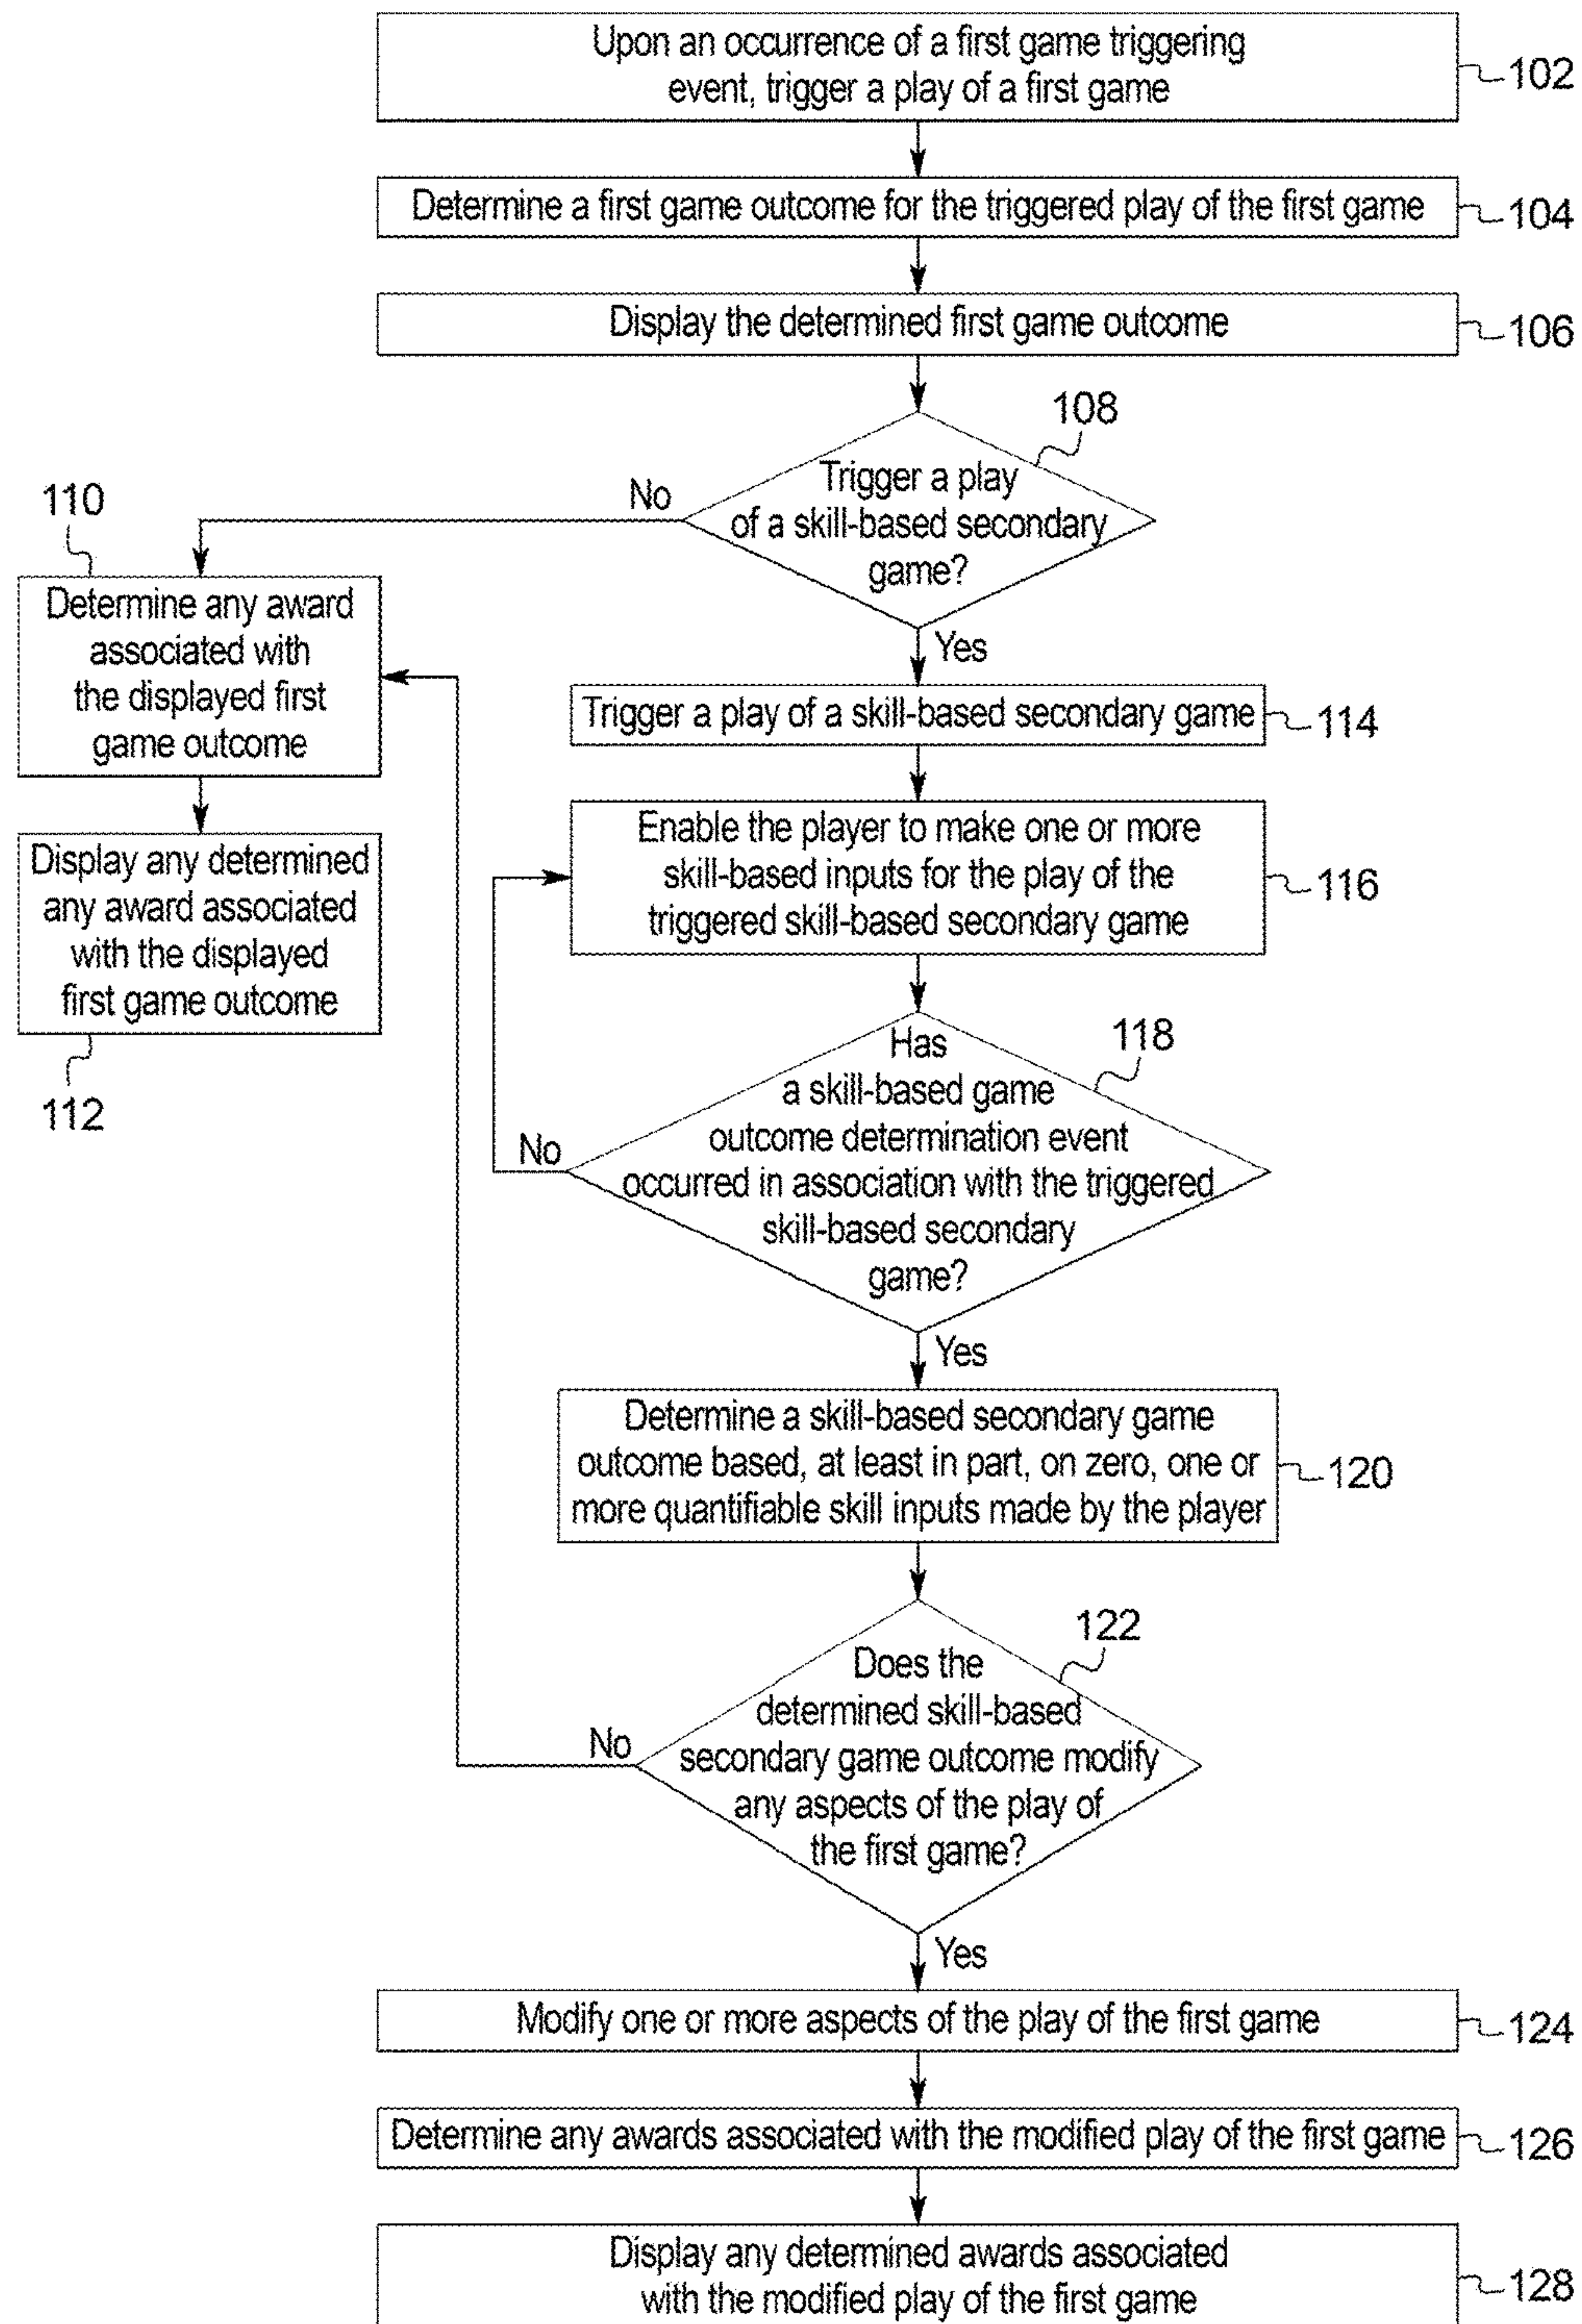 Upon an occurrence of a first game triggering
event, trigger a play of a first game
102
Determine a first game outcome for the triggered play of the first game
104
Display the determined first game outcome
106
108
Trigger a play
of a skill-based secondary
game?
No
Yes
110
Determine any award
associated with
the displayed first
game outcome
Display any determined
any award associated
with the displayed
first game outcome
112
Trigger a play of a skill-based secondary game
114
Enable the player to make one or more
skill-based inputs for the play of the
triggered skill-based secondary game
116
118
Has
a skill-based game
outcome determination event
occurred in association with the triggered
skill-based secondary
game?
No
Yes
Determine a skill-based secondary game
outcome based, at least in part, on zero, one or
more quantifiable skill inputs made by the player
120
122
Does the
determined skill-based
secondary game outcome modify
any aspects of the play of
the first game?
No
Yes
Modify one or more aspects of the play of the first game
124
Determine any awards associated with the modified play of the first game
126
Display any determined awards associated
with the modified play of the first game
128